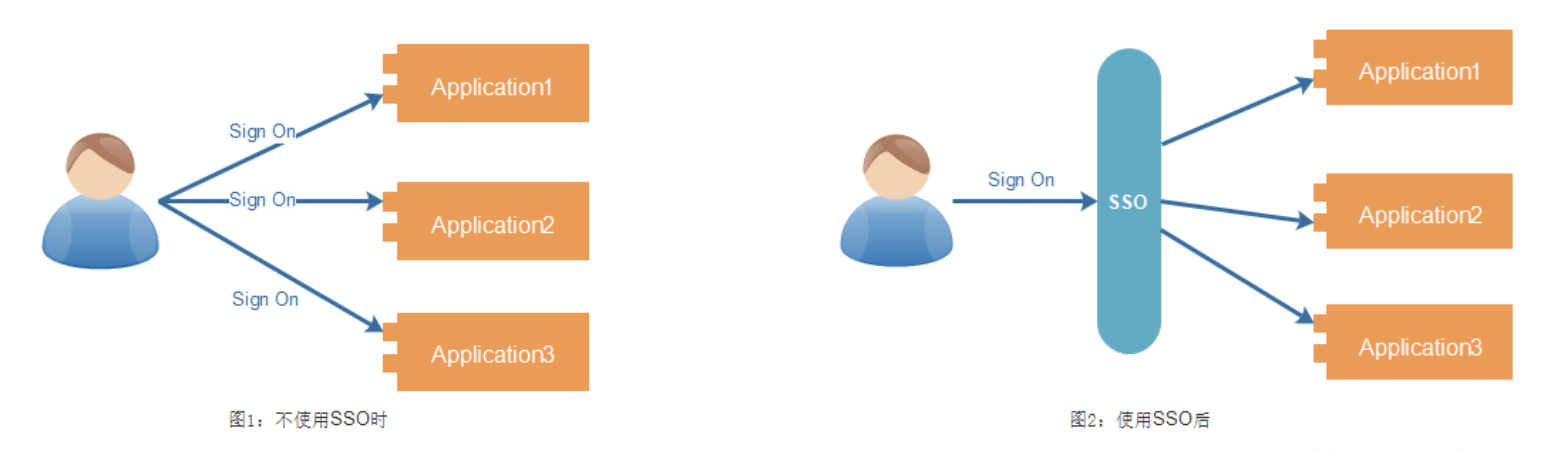 Application1
Sign On
Sign On
Application2
Sign On
Application3
图1：不使用SSO时
Application1
Sign On
SSO
Application2
Application3
图2：使用SSO后